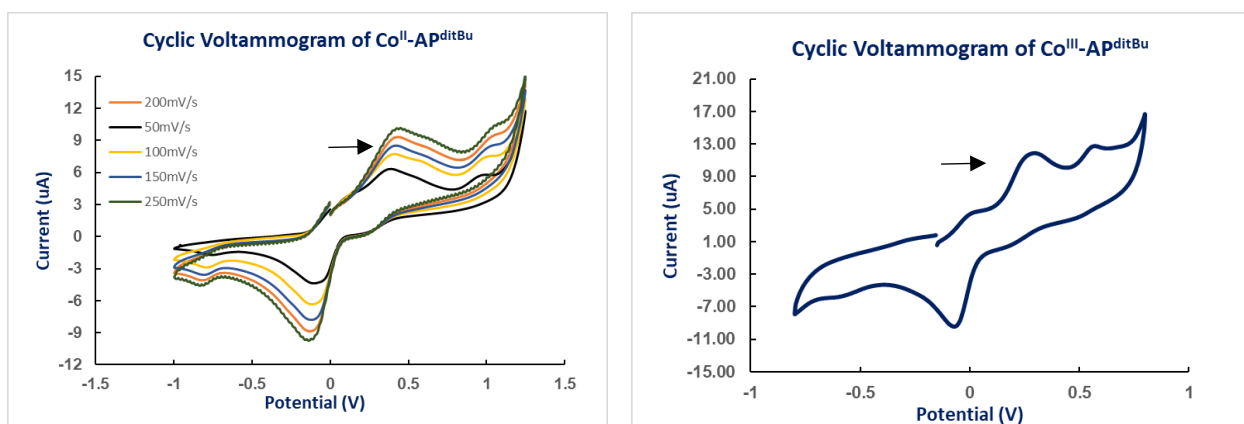 Cyclic Voltammogram of Coᴵᴵ-APᵈⁱᵗᴮᵘ
15
12
9
6
3
0
-3
-6
-9
-12
Current (uA)
200mV/s
50mV/s
100mV/s
150mV/s
250mV/s
-1.5
-1
-0.5
0
0.5
1
1.5
Potential (V)
Cyclic Voltammogram of Coᴵᴵᴵ-APᵈⁱᵗᴮᵘ
21.00
17.00
13.00
9.00
5.00
1.00
-3.00
-7.00
-11.00
-15.00
Current (uA)
-1
-0.5
0
0.5
1
Potential (V)